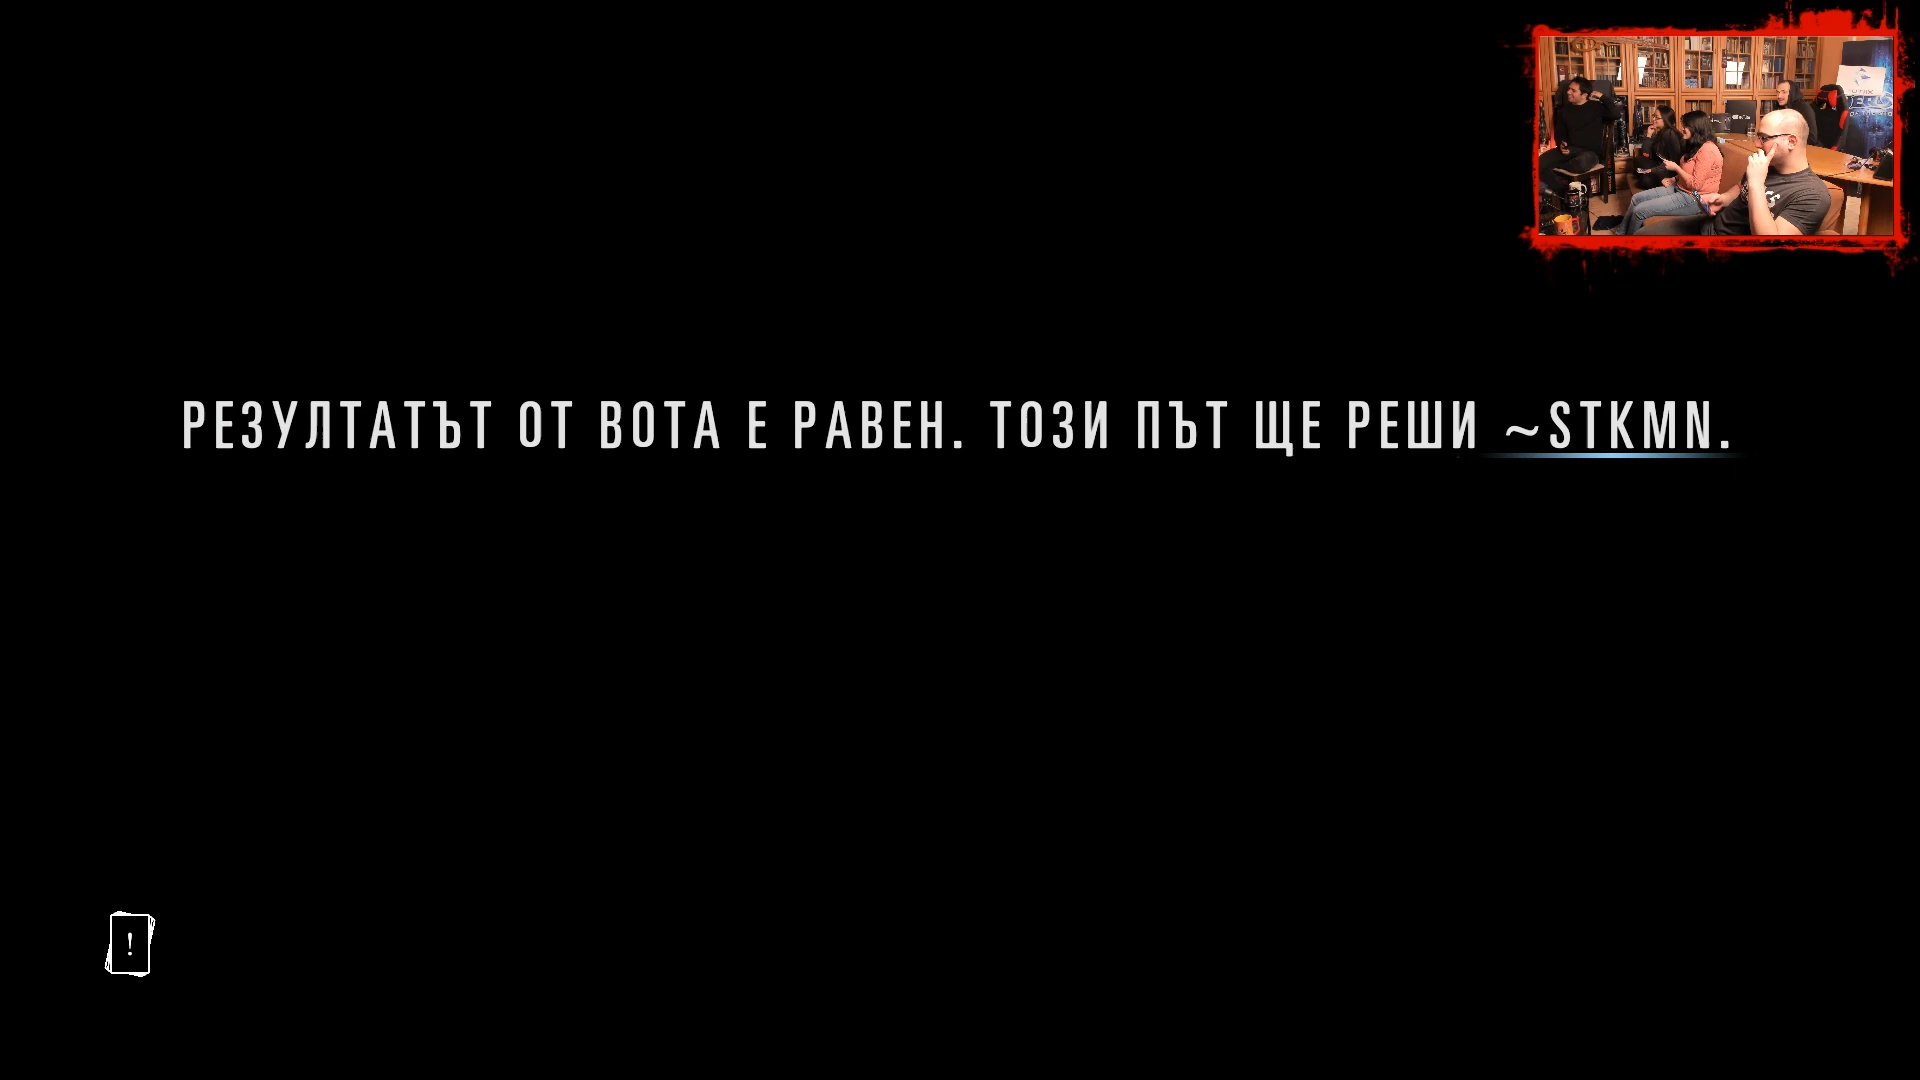 РЕЗУЛТАТЪТ ОТ ВОТА Е РАВЕН. ТОЗИ ПЪТ ЩЕ РЕШИ ~STKMN.
!